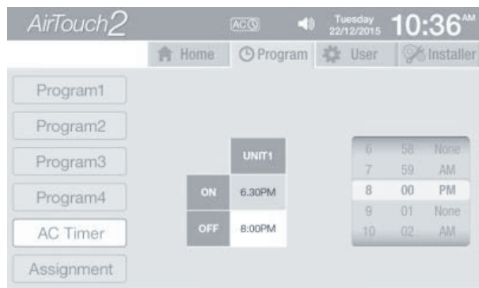 AirTouch2 AC Tuesday 22/12/2015 10:36AM
Home Program User Installer
Program1
Program2
Program3
Program4
AC Timer
Assignment
UNIT1
ON 6.30PM
OFF 8:00PM
6 58 None
7 59 AM
8 00 PM
9 01 None
10 02 AM